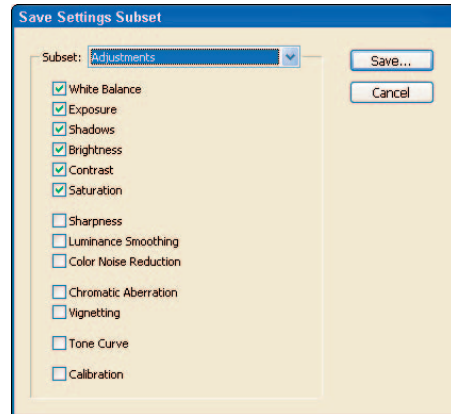 Save Settings Subset
Subset: Adjustments
Save...
Cancel
White Balance
Exposure
Shadows
Brightness
Contrast
Saturation
Sharpness
Luminance Smoothing
Color Noise Reduction
Chromatic Aberration
Vignetting
Tone Curve
Calibration